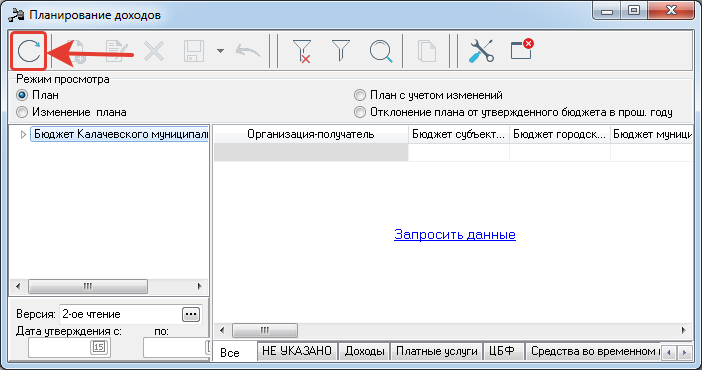 Планирование доходов
Режим просмотра
План
План с учетом изменений
Изменение плана
Отклонение плана от утвержденного бюджета в прош. году
Бюджет Калачевского муниципаль
Организация-получатель
Бюджет субъект...
Бюджет городск...
Бюджет муници
Запросить данные
Версия: 2-ое чтение ...
Дата утверждения с: по:
15
Все НЕ УКАЗАНО Доходы Платные услуги ЦБФ Средства во временном